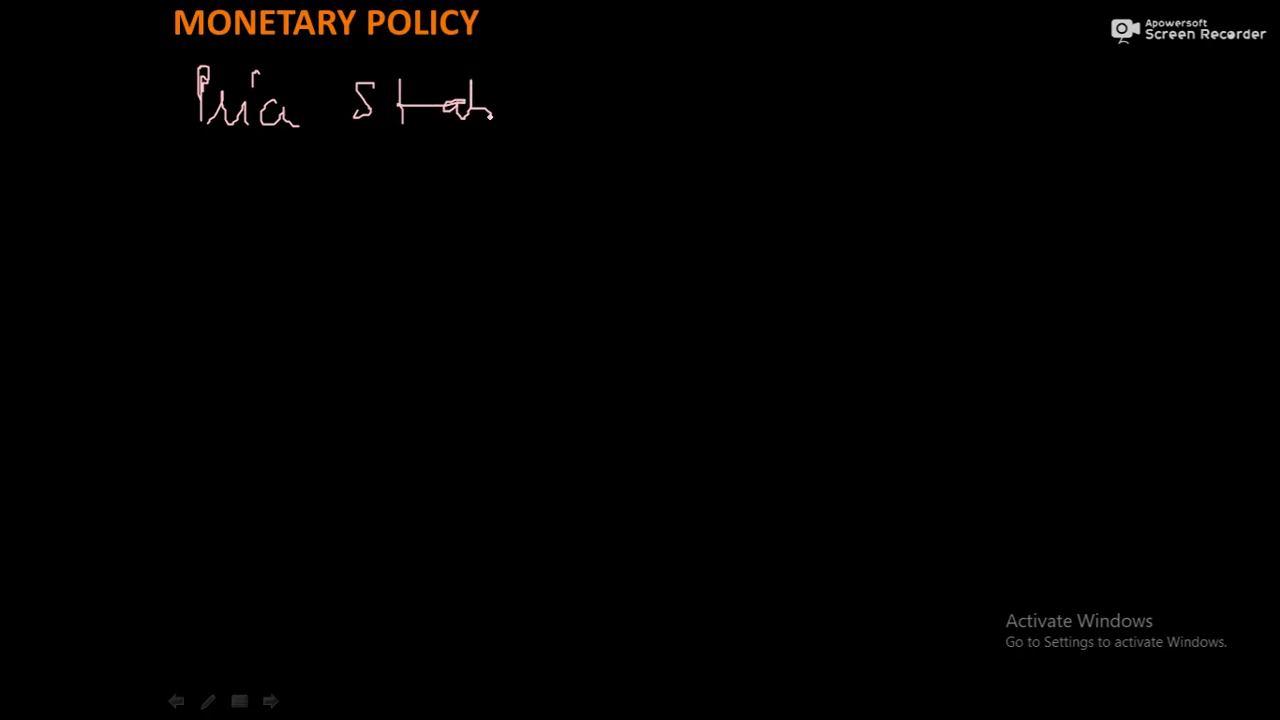 MONETARY POLICY
Apowersoft
Screen Recorder
Price Stab
Activate Windows
Go to Settings to activate Windows.